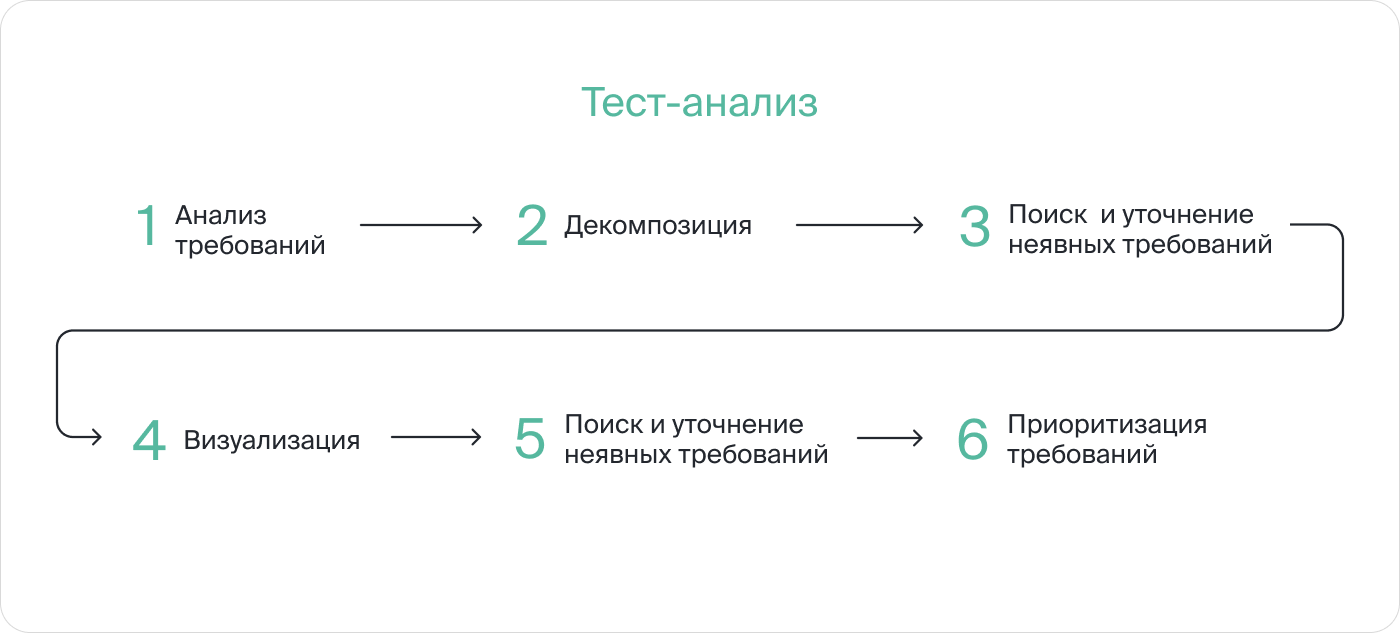 Тест-анализ
1 Анализ
требований
2 Декомпозиция
3 Поиск  и уточнение
неявных требований
4 Визуализация
5 Поиск и уточнение
неявных требований
6 Приоритизация
требований